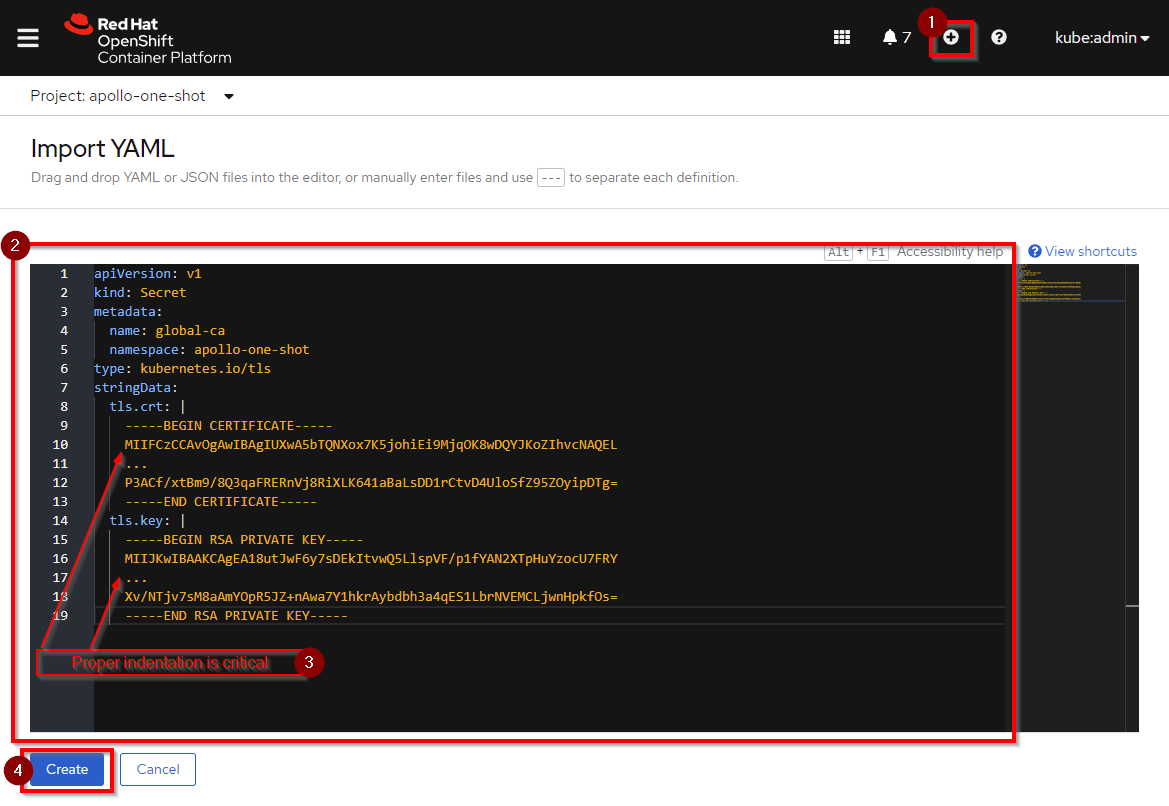 Red Hat
OpenShift
Container Platform
7
1
kube:admin
Project: apollo-one-shot
Import YAML
Drag and drop YAML or JSON files into the editor, or manually enter files and use --- to separate each definition.
2
Alt + F1 Accessibility help
View shortcuts
1 apiVersion: v1
2 kind: Secret
3 metadata:
4 name: global-ca
5 namespace: apollo-one-shot
6 type: kubernetes.io/tls
7 stringData:
8 tls.crt: |
9 -----BEGIN CERTIFICATE-----
10 MIIFCzCCAvOgAwIBAgIUXwA5bTQNXox7K5johiEi9MjqOK8wDQYJKoZIhvcNAQEL
11 ...
12 P3ACf/xtBm9/8Q3qaFRERnVj8RiXLK641aBaLsDD1rCtvD4UloSfZ95ZOyipDTg=
13 -----END CERTIFICATE-----
14 tls.key: |
15 -----BEGIN RSA PRIVATE KEY-----
16 MIIJKwIBAAKCAgEA18utJwF6y7sDEkItvwQ5LlspVF/p1fYAN2XTpHuYzocU7FRY
17 ...
18 Xv/NTjv7sM8aAmYOpR5JZ+nAwa7Y1hkrAybdbh3a4qES1LbrNVEMCLjwnHpkfOs=
19 -----END RSA PRIVATE KEY-----
Proper indentation is critical 3
4
Create
Cancel